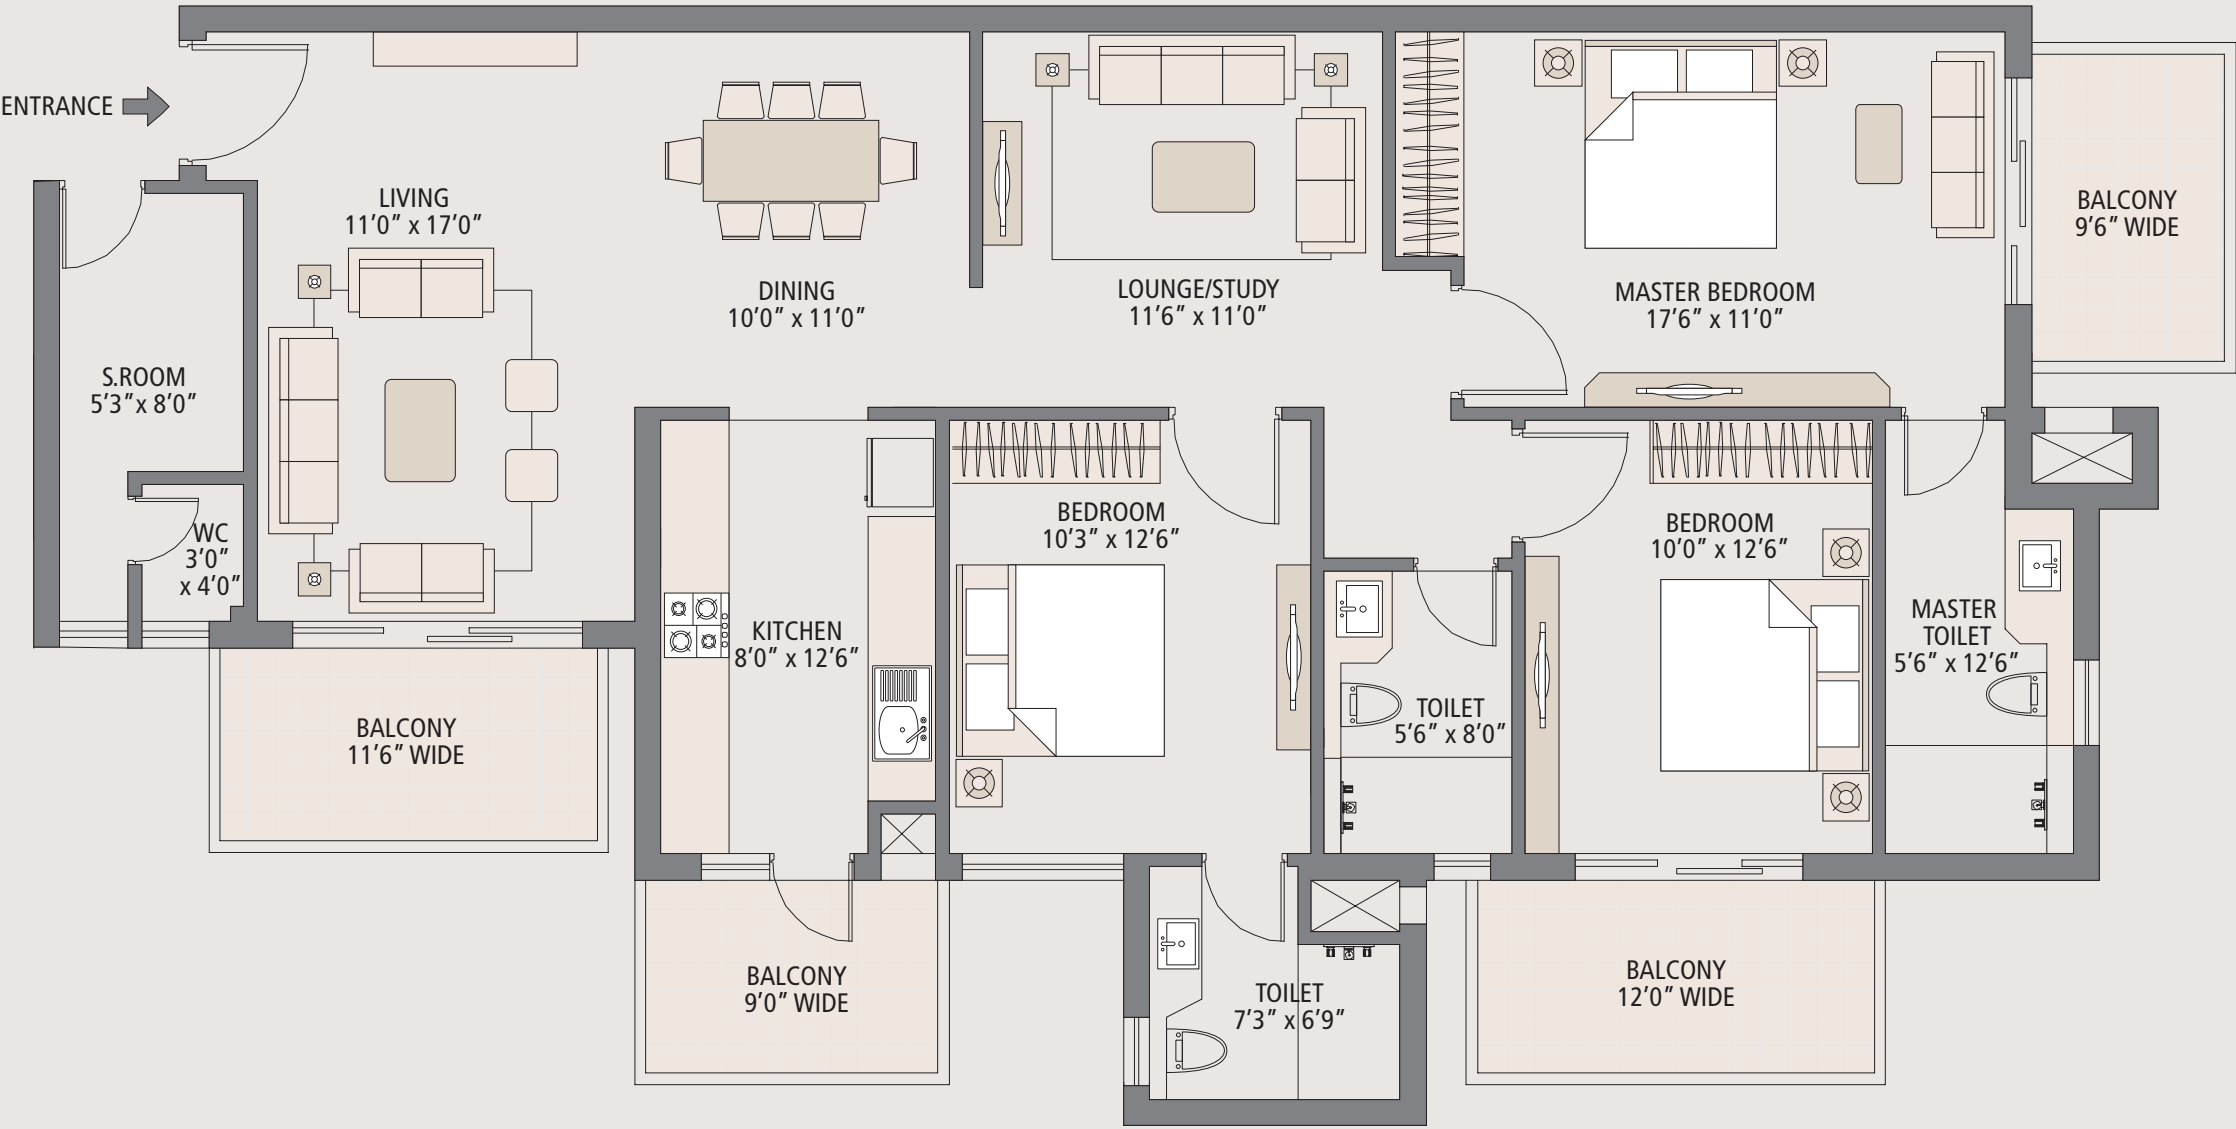 ENTRANCE
LIVING
11'0" x 17'0"
DINING
10'0" x 11'0"
LOUNGE/STUDY
11'6" x 11'0"
MASTER BEDROOM
17'6" x 11'0"
BALCONY
9'6" WIDE
S.ROOM
5'3" x 8'0"
WC
3'0"
x 4'0"
BEDROOM
10'3" x 12'6"
BEDROOM
10'0" x 12'6"
KITCHEN
8'0" x 12'6"
MASTER
TOILET
5'6" x 12'6"
TOILET
5'6" x 8'0"
BALCONY
11'6" WIDE
BALCONY
9'0" WIDE
TOILET
7'3" x 6'9"
BALCONY
12'0" WIDE